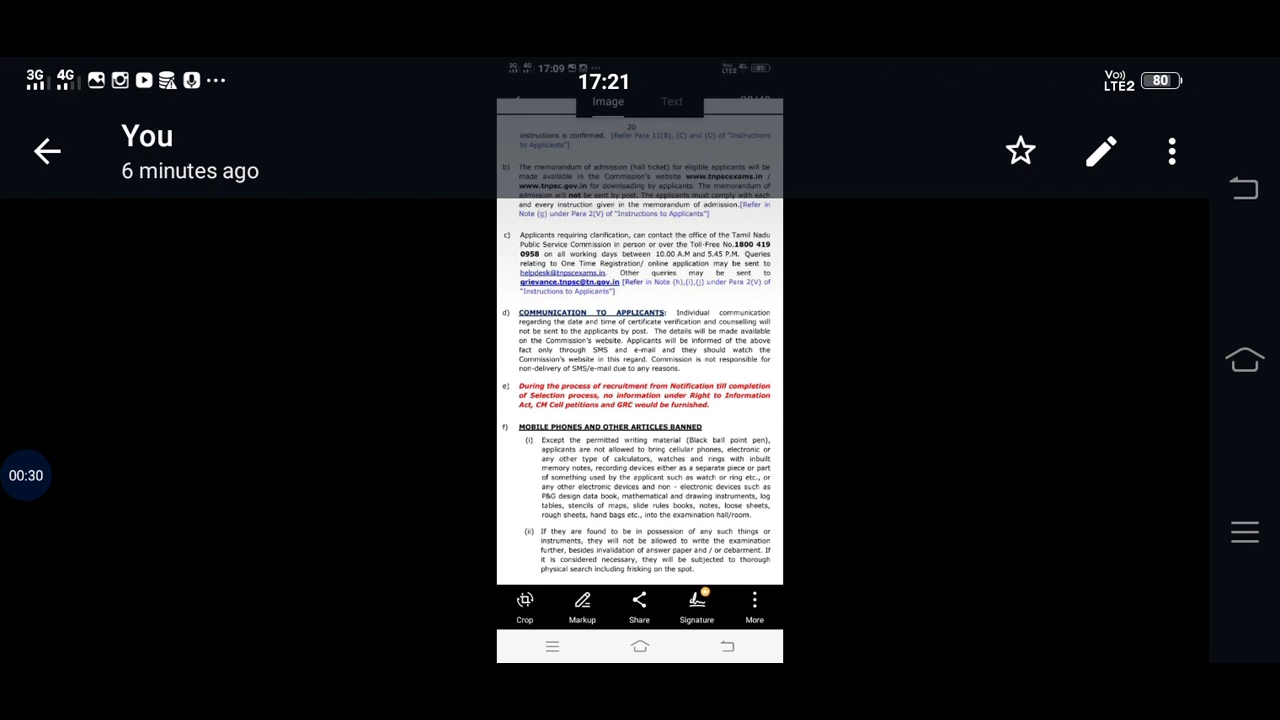 3G 4G
17:21
Vo))
LTE2
80
You
6 minutes ago
00:30
17:09
Image
Text
20
instructions is confirmed. [Refer Para 11(B), (C) and (D) of "Instructions
to Applicants"]
b) The memorandum of admission (hall ticket) for eligible applicants will be
made available in the Commission's website www.tnpscexams.in /
www.tnpsc.gov.in for downloading by applicants. The memorandum of
admission will not be sent by post. The applicants must comply with each
and every instruction given in the memorandum of admission.[Refer in
Note (g) under Para 2(V) of "Instructions to Applicants"]
c) Applicants requiring clarification, can contact the office of the Tamil Nadu
Public Service Commission in person or over the Toll-Free No.1800 419
0958 on all working days between 10.00 A.M and 5.45 P.M. Queries
relating to One Time Registration/ online application may be sent to
helpdesk@tnpscexams.in. Other queries may be sent to
grievance.tnpsc@tn.gov.in [Refer in Note (h),(i),(j) under Para 2(V) of
"Instructions to Applicants"]
d) COMMUNICATION TO APPLICANTS: Individual communication
regarding the date and time of certificate verification and counselling will
not be sent to the applicants by post. The details will be made available
on the Commission's website. Applicants will be informed of the above
fact only through SMS and e-mail and they should watch the
Commission's website in this regard. Commission is not responsible for
non-delivery of SMS/e-mail due to any reasons.
e) During the process of recruitment from Notification till completion
of Selection process, no information under Right to Information
Act, CM Cell petitions and GRC would be furnished.
f) MOBILE PHONES AND OTHER ARTICLES BANNED
(i) Except the permitted writing material (Black ball point pen),
applicants are not allowed to bring cellular phones, electronic or
any other type of calculators, watches and rings with inbuilt
memory notes, recording devices either as a separate piece or part
of something used by the applicant such as watch or ring etc., or
any other electronic devices and non - electronic devices such as
P&G design data book, mathematical and drawing instruments, log
tables, stencils of maps, slide rules books, notes, loose sheets,
rough sheets, hand bags etc., into the examination hall/room.
(ii) If they are found to be in possession of any such things or
instruments, they will not be allowed to write the examination
further, besides invalidation of answer paper and / or debarment. If
it is considered necessary, they will be subjected to thorough
physical search including frisking on the spot.
Crop
Markup
Share
Signature
More